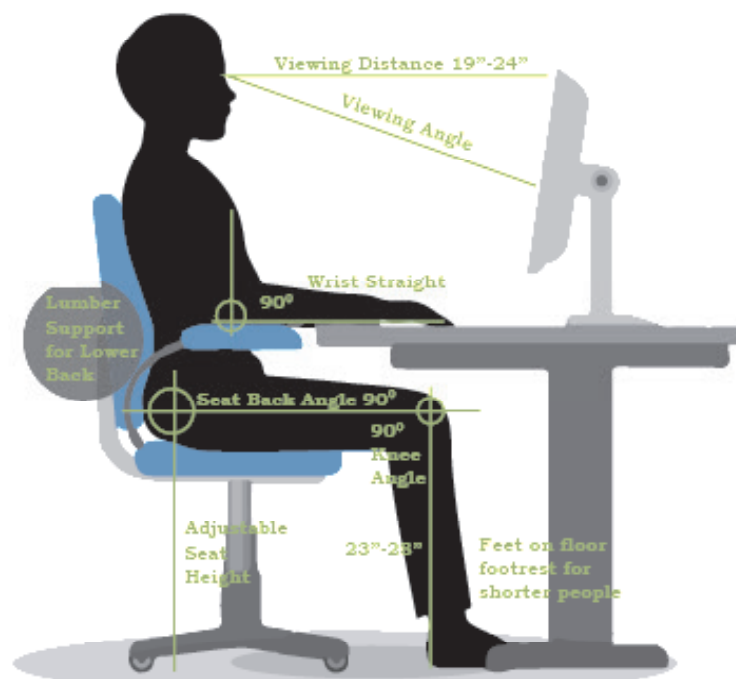 Viewing Distance 19”-24”
Viewing Angle
Wrist Straight
90⁰
Lumber
Support
for Lower
Back
Seat Back Angle 90⁰
90⁰
Knee
Angle
Adjustable
Seat
Height
23”-28”
Feet on floor
footrest for
shorter people